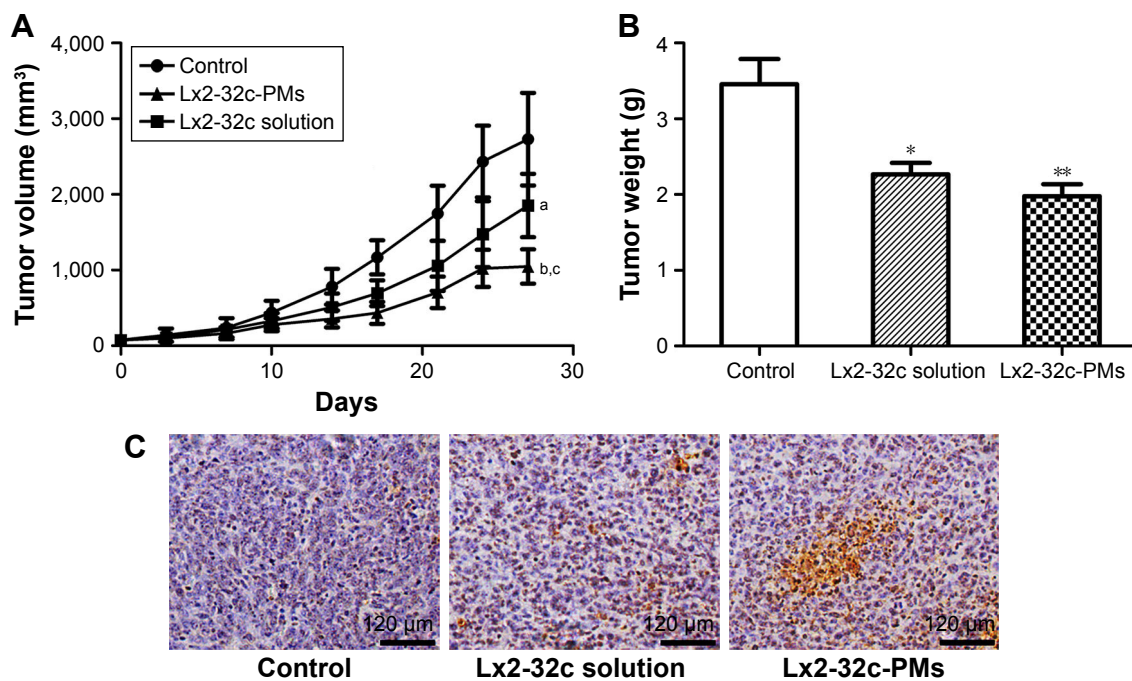 A
Tumor volume (mm³)
4,000
3,000
2,000
1,000
0
Control
Lx2-32c-PMs
Lx2-32c solution
a
b,c
0 10 20 30
Days
B
Tumor weight (g)
4
3
2
1
0
*
**
Control Lx2-32c solution Lx2-32c-PMs
C
120 μm 120 μm 120 μm
Control Lx2-32c solution Lx2-32c-PMs